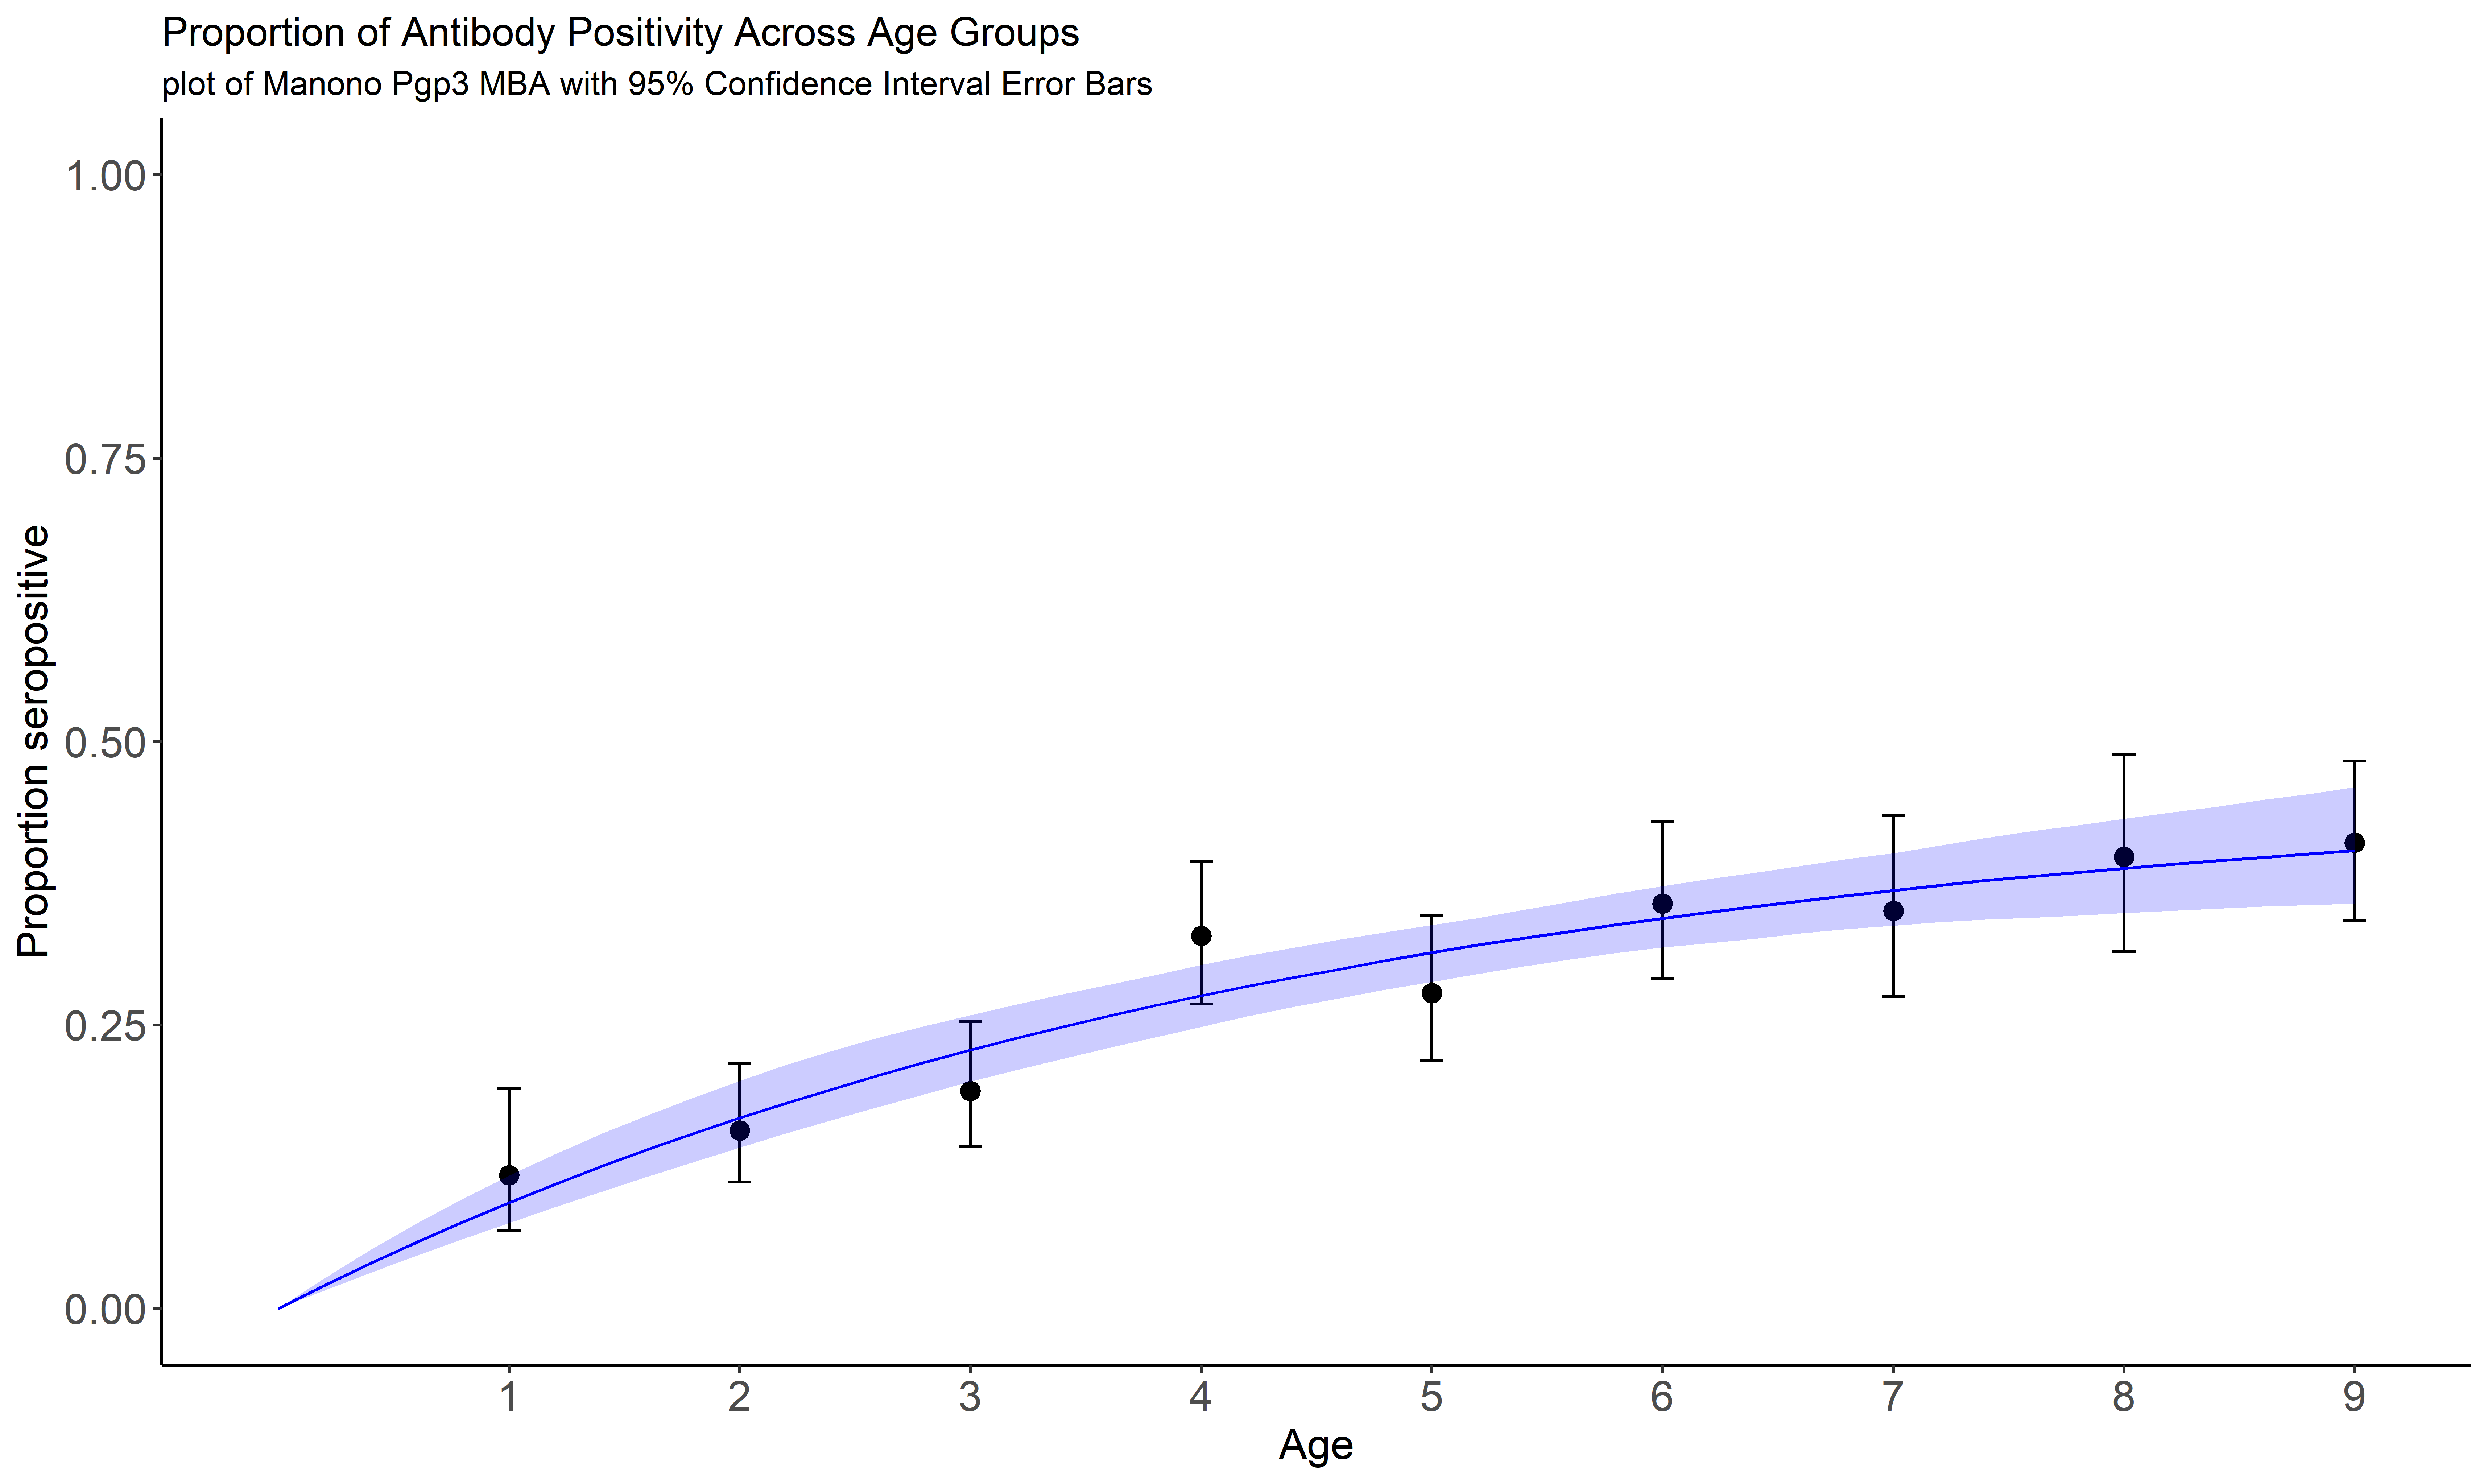 Proportion of Antibody Positivity Across Age Groups
plot of Manono Pgp3 MBA with 95% Confidence Interval Error Bars
Proportion seropositive
1.00
0.75
0.50
0.25
0.00
1 2 3 4 5 6 7 8 9
Age